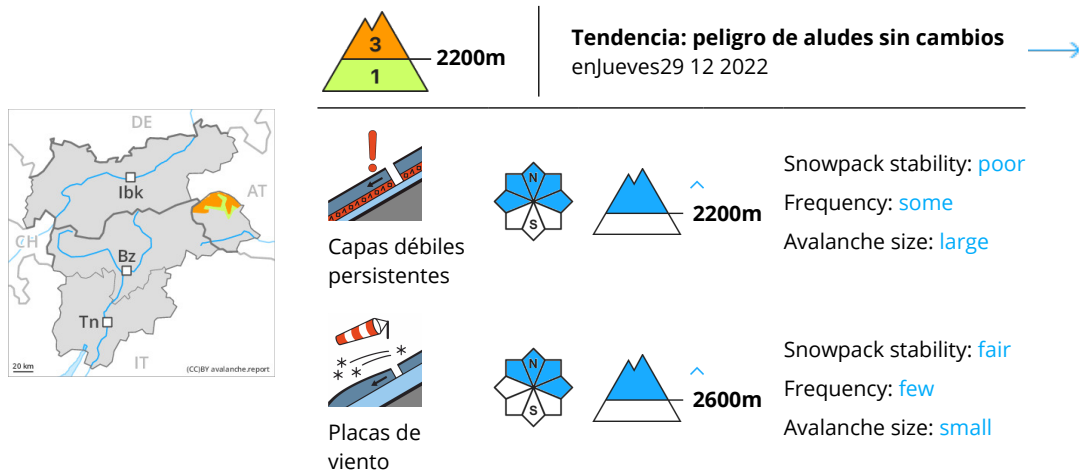 3
2200m
1
Tendencia: peligro de aludes sin cambios
enJueves29 12 2022
DE
AT
Ibk
CH
Bz
Tn
IT
20 km
(CC)BY avalanche.report
Capas débiles
persistentes
N
S
2200m
Snowpack stability: poor
Frequency: some
Avalanche size: large
Placas de
viento
N
S
2600m
Snowpack stability: fair
Frequency: few
Avalanche size: small